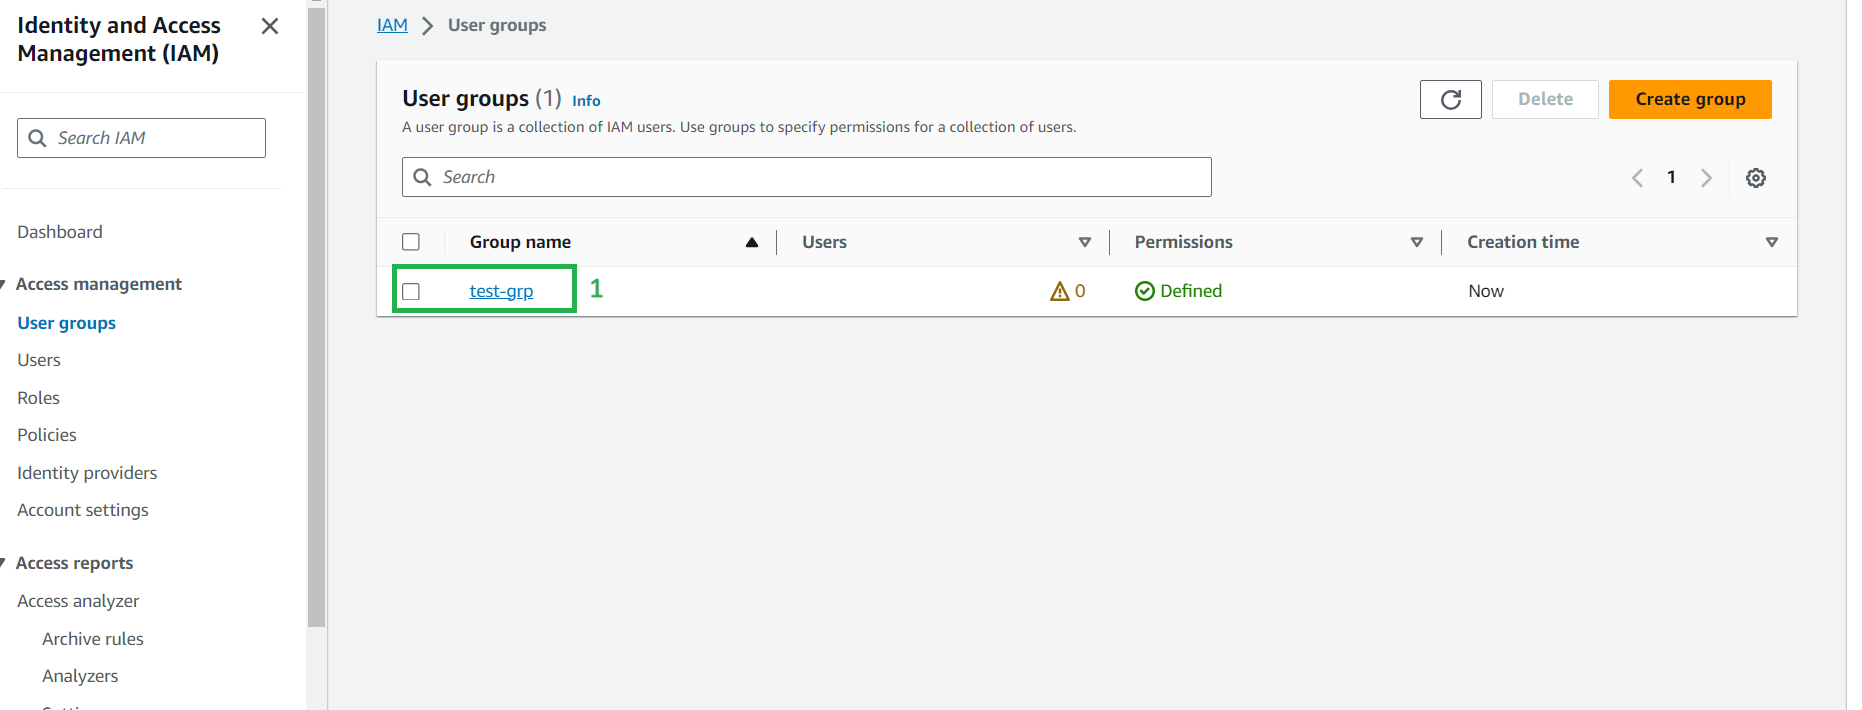 Identity and Access
Management (IAM)
Search IAM
Dashboard
Access management
User groups
Users
Roles
Policies
Identity providers
Account settings
Access reports
Access analyzer
Archive rules
Analyzers
IAM > User groups
User groups (1) Info
Delete
Create group
A user group is a collection of IAM users. Use groups to specify permissions for a collection of users.
Search
1
Group name Users Permissions Creation time
test-grp 1 0 Defined Now